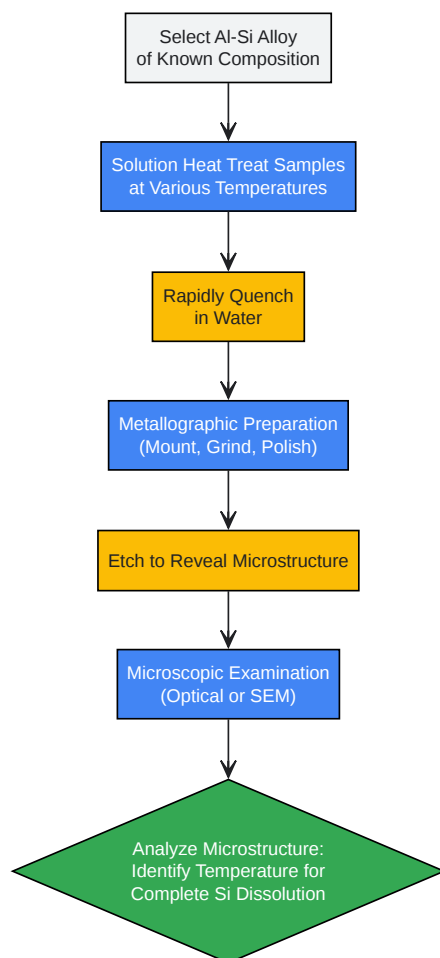 Select Al-Si Alloy
of Known Composition
Solution Heat Treat Samples
at Various Temperatures
Rapidly Quench
in Water
Metallographic Preparation
(Mount, Grind, Polish)
Etch to Reveal Microstructure
Microscopic Examination
(Optical or SEM)
Analyze Microstructure:
Identify Temperature for
Complete Si Dissolution